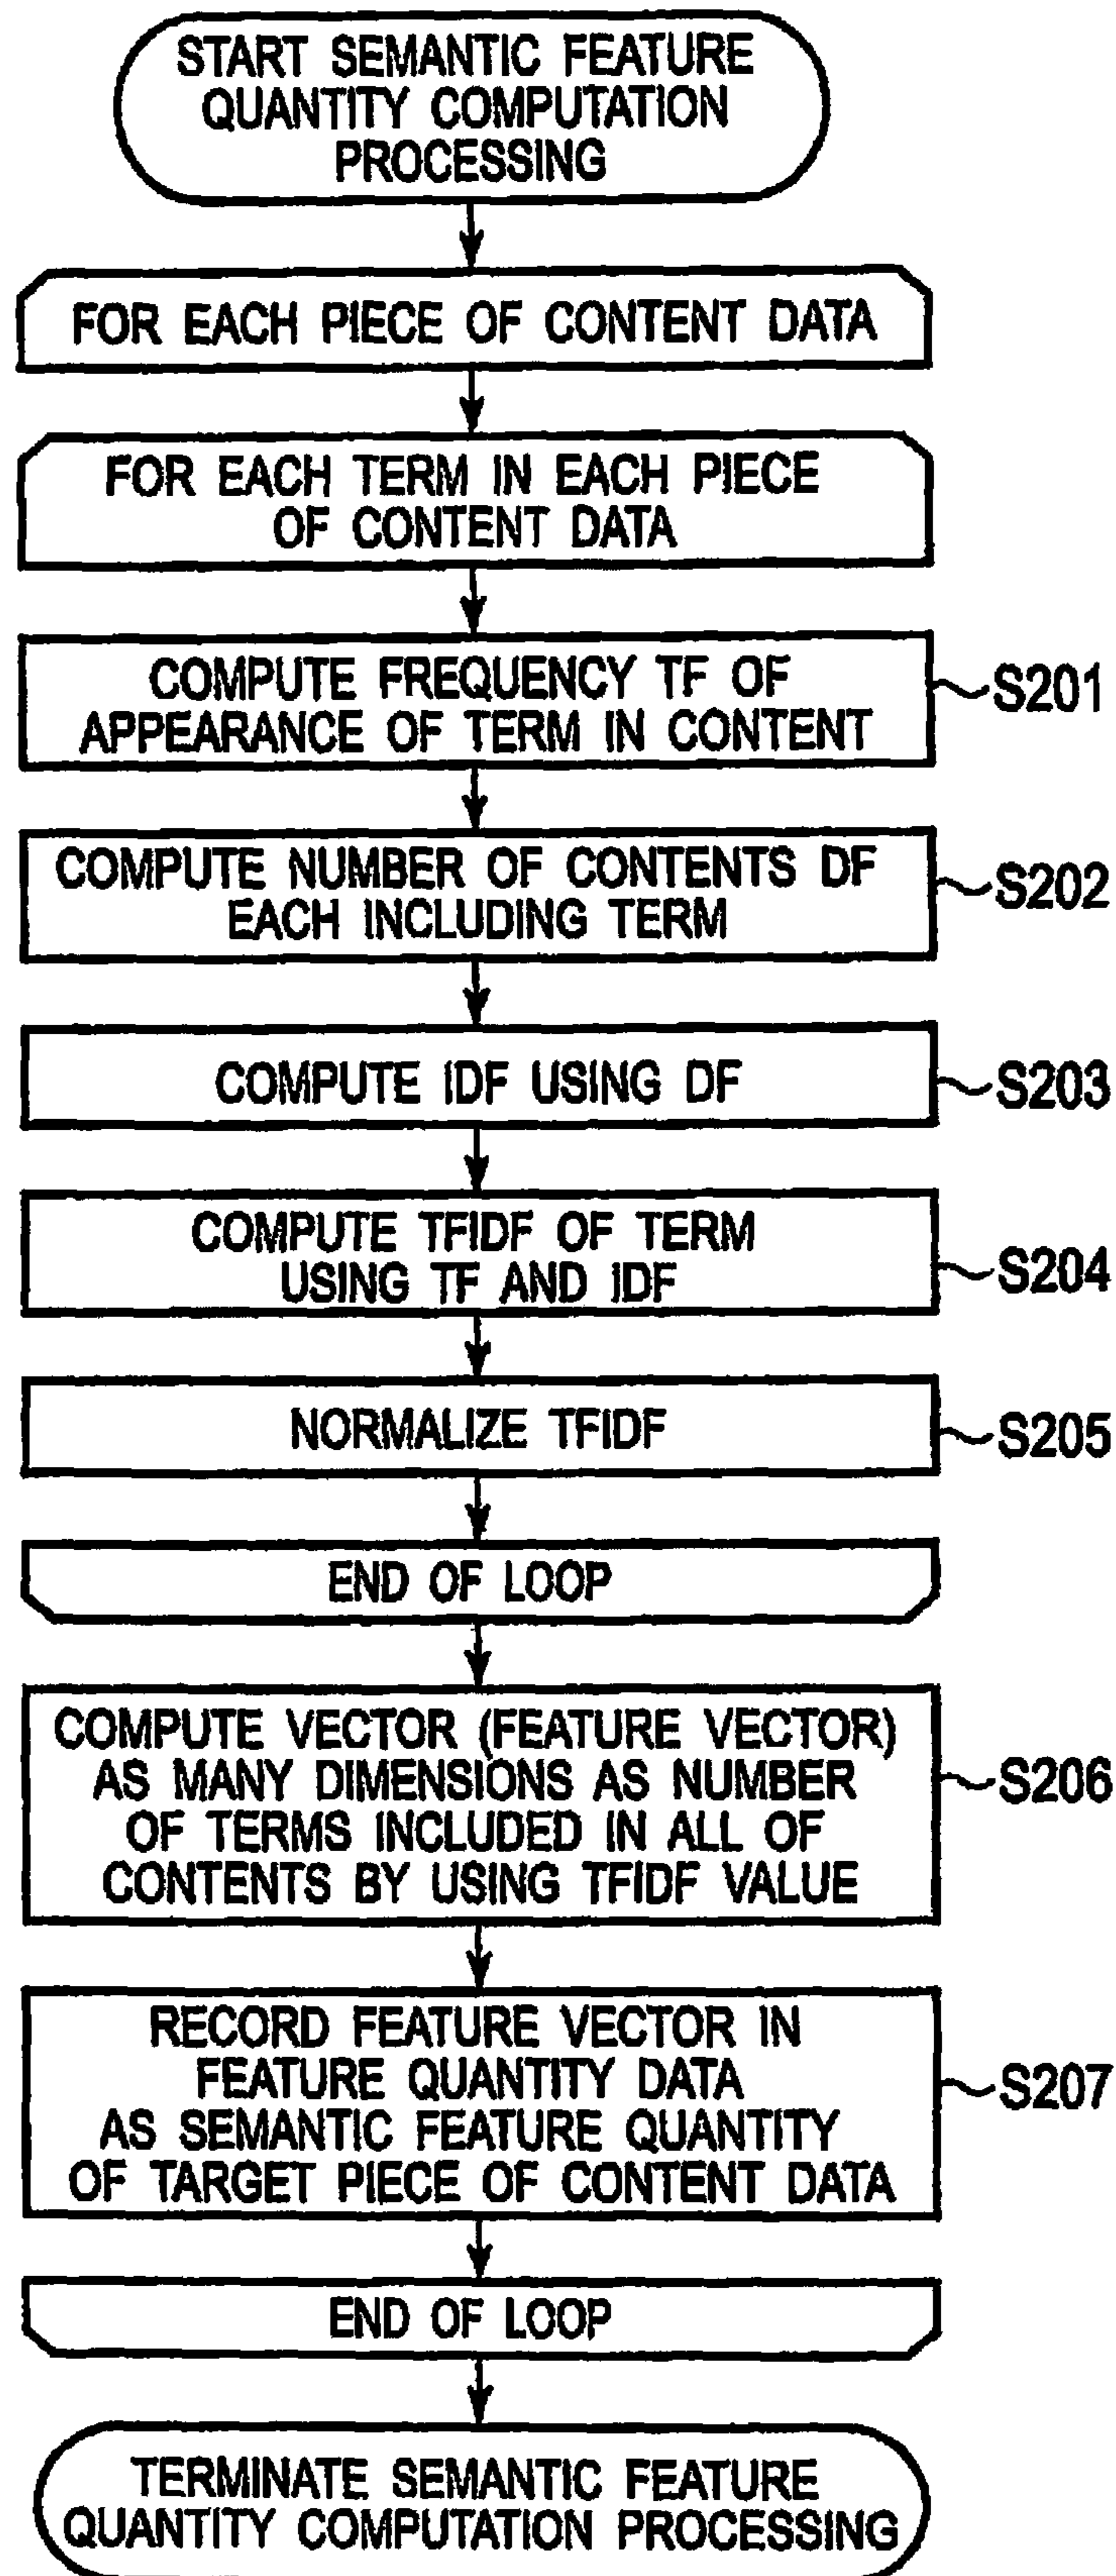 START SEMANTIC FEATURE
QUANTITY COMPUTATION
PROCESSING
FOR EACH PIECE OF CONTENT DATA
FOR EACH TERM IN EACH PIECE
OF CONTENT DATA
COMPUTE FREQUENCY TF OF
APPEARANCE OF TERM IN CONTENT
S201
COMPUTE NUMBER OF CONTENTS DF
EACH INCLUDING TERM
S202
COMPUTE IDF USING DF
S203
COMPUTE TFIDF OF TERM
USING TF AND IDF
S204
NORMALIZE TFIDF
S205
END OF LOOP
COMPUTE VECTOR (FEATURE VECTOR)
AS MANY DIMENSIONS AS NUMBER
OF TERMS INCLUDED IN ALL OF
CONTENTS BY USING TFIDF VALUE
S206
RECORD FEATURE VECTOR IN
FEATURE QUANTITY DATA
AS SEMANTIC FEATURE QUANTITY
OF TARGET PIECE OF CONTENT DATA
S207
END OF LOOP
TERMINATE SEMANTIC FEATURE
QUANTITY COMPUTATION PROCESSING